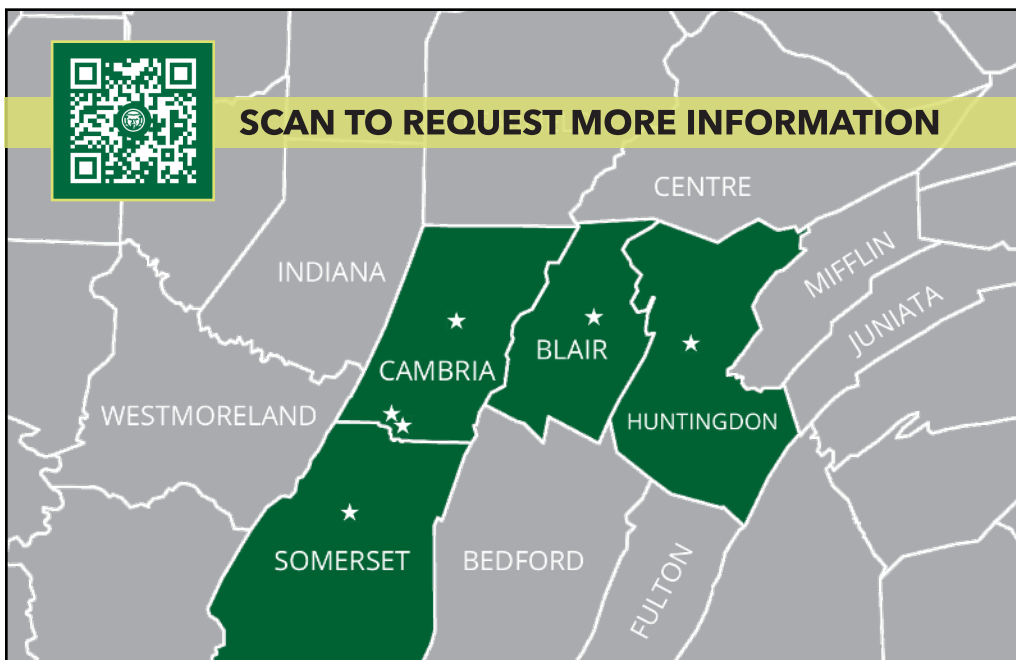 SCAN TO REQUEST MORE INFORMATION
CENTRE
INDIANA
MIFFLIN
JUNIATA
BLAIR
CAMBRIA
WESTMORELAND
HUNTINGDON
SOMERSET
BEDFORD
FULTON